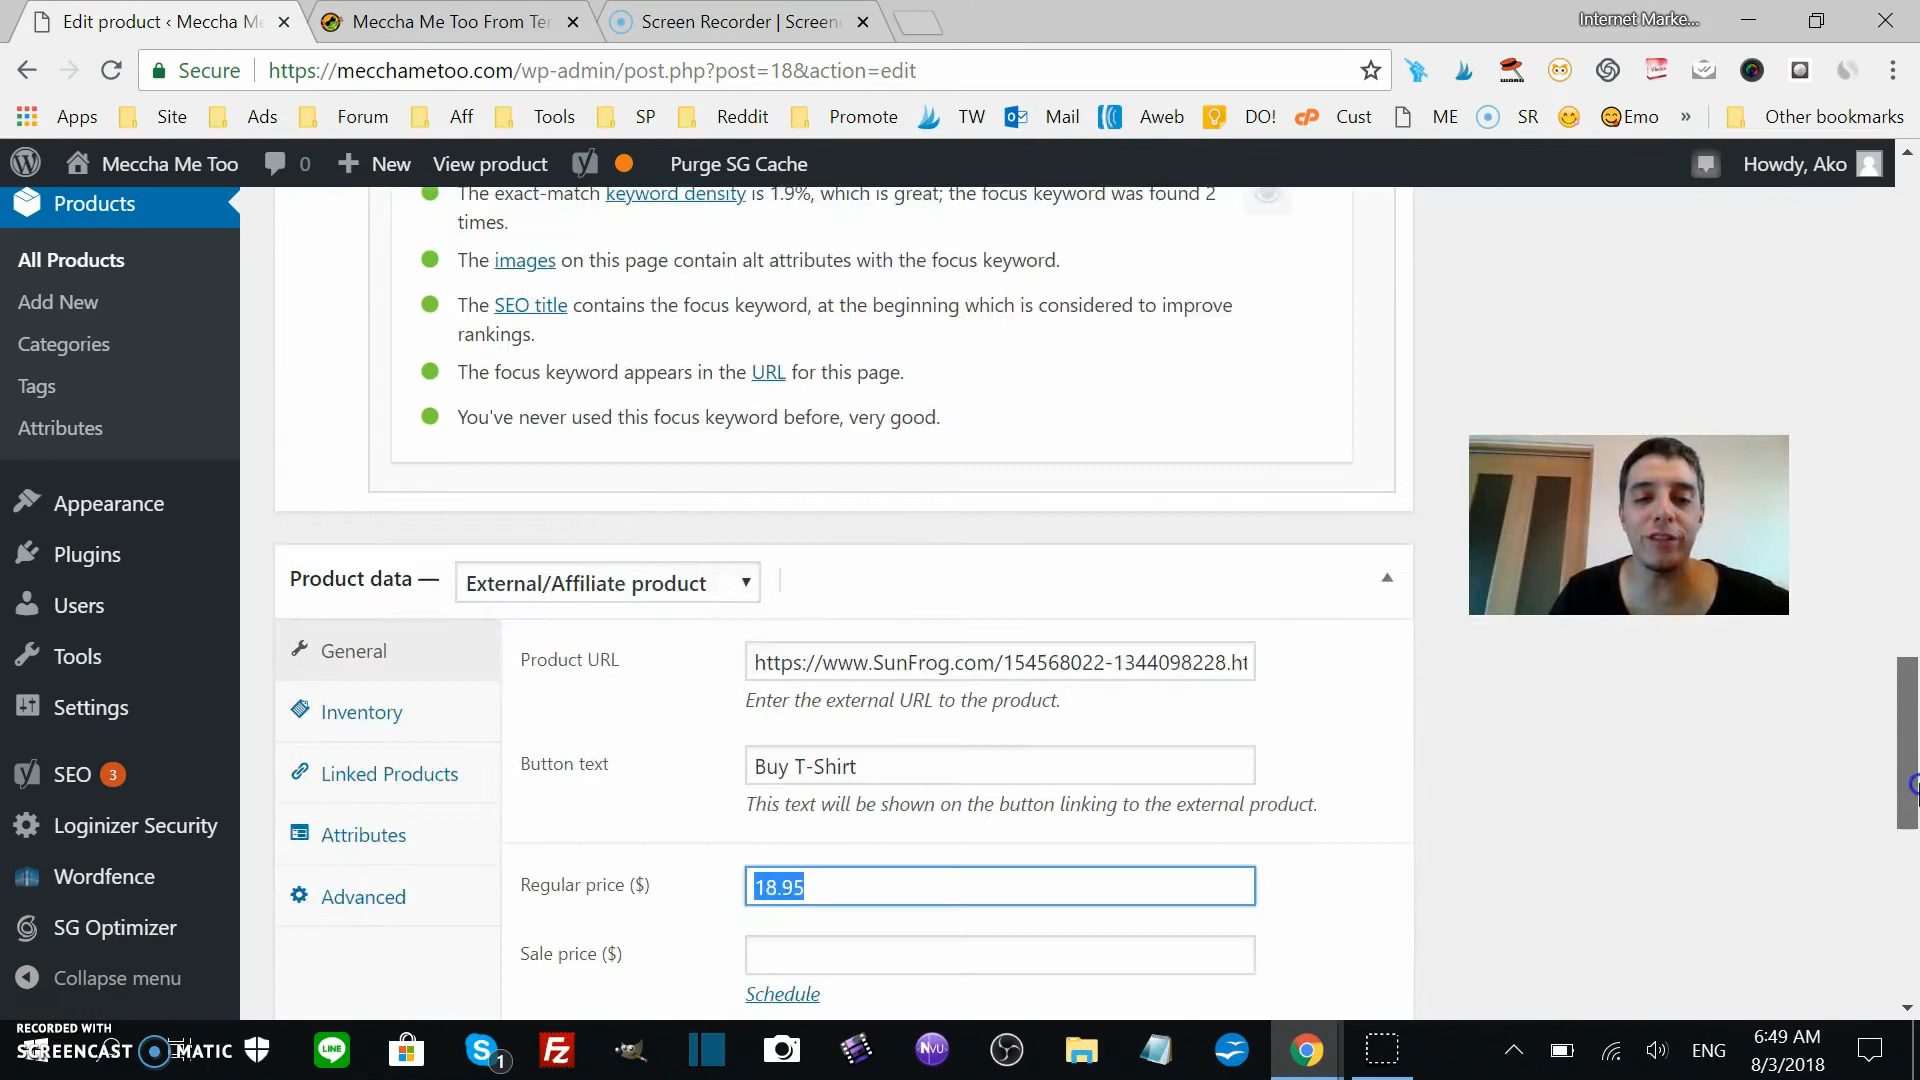 Edit product ‹ Meccha M
Meccha Me Too From Ter
Screen Recorder | Screen
Internet Marke...
Secure
https://mecchametoo.com/wp-admin/post.php?post=18&action=edit
Apps
Site
Ads
Forum
Aff
Tools
SP
Reddit
Promote
TW
Mail
Aweb
DO!
Cust
ME
SR
Emo
»
Other bookmarks
Meccha Me Too
0
New
View product
Purge SG Cache
Howdy, Ako
Products
All Products
Add New
Categories
Tags
Attributes
Appearance
Plugins
Users
Tools
Settings
SEO 3
Loginizer Security
Wordfence
SG Optimizer
Collapse menu
The exact-match keyword density is 1.9%, which is great; the focus keyword was found 2
times.
The images on this page contain alt attributes with the focus keyword.
The SEO title contains the focus keyword, at the beginning which is considered to improve
rankings.
The focus keyword appears in the URL for this page.
You've never used this focus keyword before, very good.
Product data —
External/Affiliate product
General
Inventory
Linked Products
Attributes
Advanced
Product URL
https://www.SunFrog.com/154568022-1344098228.ht
Enter the external URL to the product.
Button text
Buy T-Shirt
This text will be shown on the button linking to the external product.
Regular price ($)
18.95
Sale price ($)
Schedule
RECORDED WITH
SCREENCAST MATIC
LINE
1
NVU
ENG
6:49 AM
8/3/2018